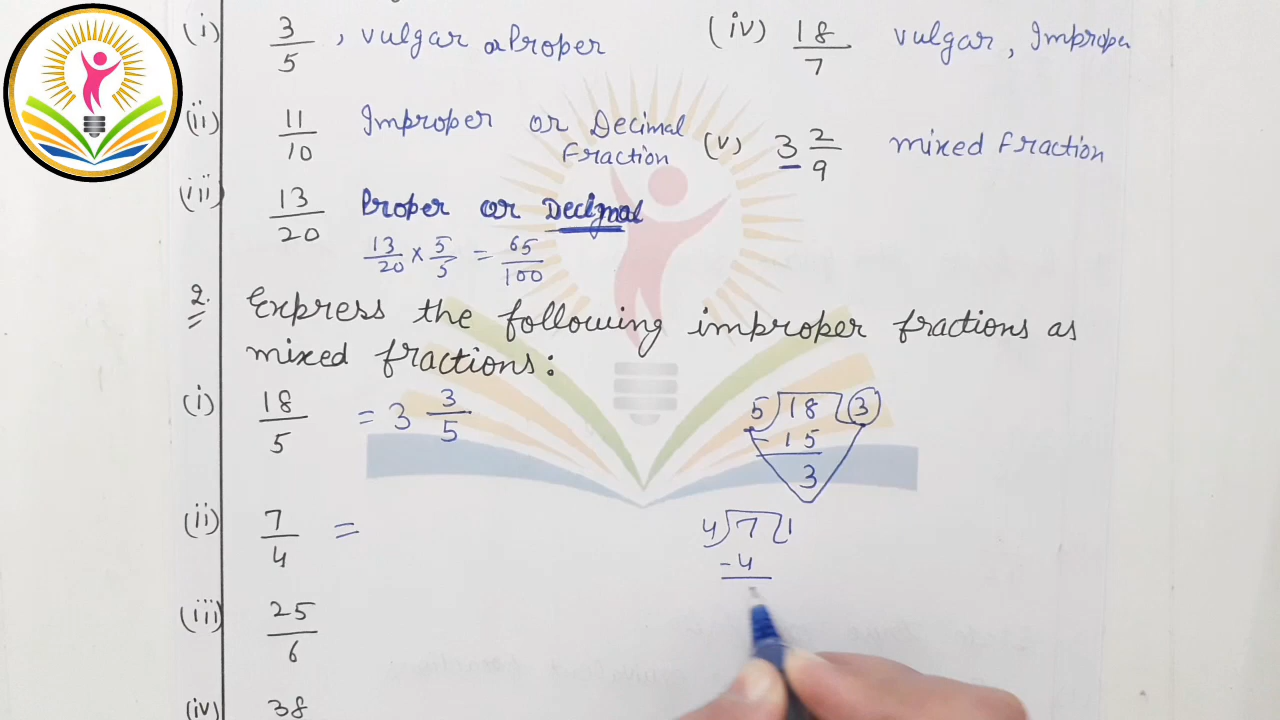 (i) 3/5, vulgar or Proper (iv) 18/7 vulgar, Improper
(ii) 11/10 Improper or Decimal Fraction (v) 3 2/9 mixed fraction
(iii) 13/20 Proper or Decimal
13/20 × 5/5 = 65/100
2. Express the following improper fractions as
mixed fractions:
(i) 18/5 = 3 3/5 5)18(3
-15
3
(ii) 7/4 = 4)7(1
-4
(iii) 25/6
(iv) 38